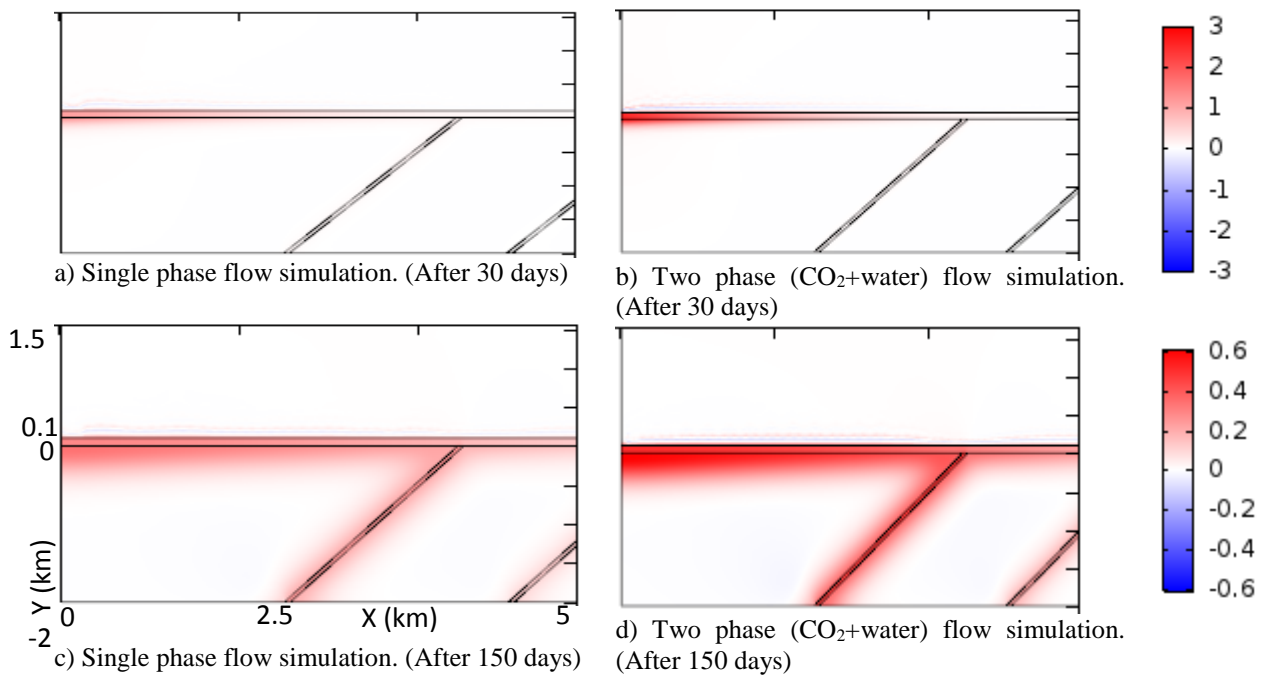 3
2
1
0
-1
-2
-3
a) Single phase flow simulation. (After 30 days)
b) Two phase (CO₂+water) flow simulation.
(After 30 days)
1.5
0.1
0
Y (km)
-2
0
2.5
X (km)
5
0.6
0.4
0.2
0
-0.2
-0.4
-0.6
c) Single phase flow simulation. (After 150 days)
d) Two phase (CO₂+water) flow simulation.
(After 150 days)